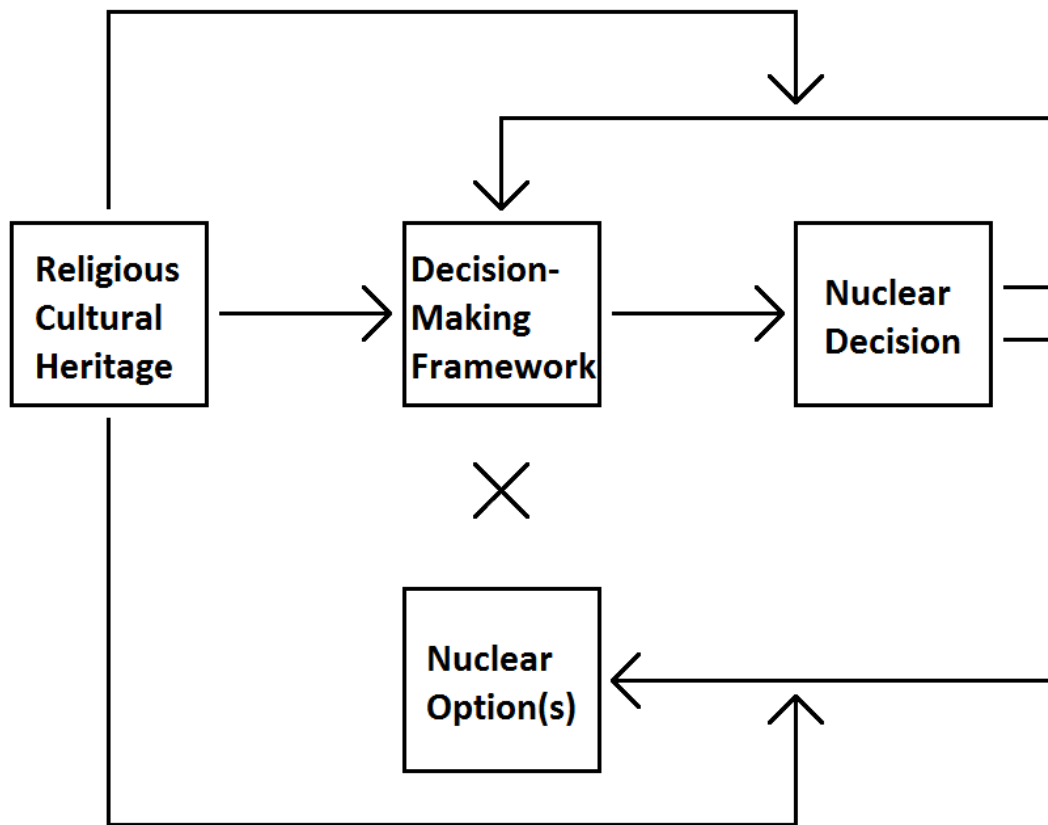 Religious
Cultural
Heritage
Decision-
Making
Framework
Nuclear
Decision
Nuclear
Option(s)